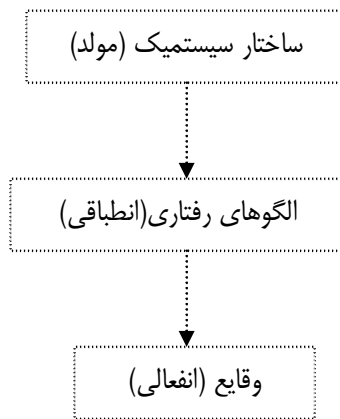 ساختار سیستمیک (مولد)
الگوهای رفتاری(انطباقی)
وقایع (انفعالی)